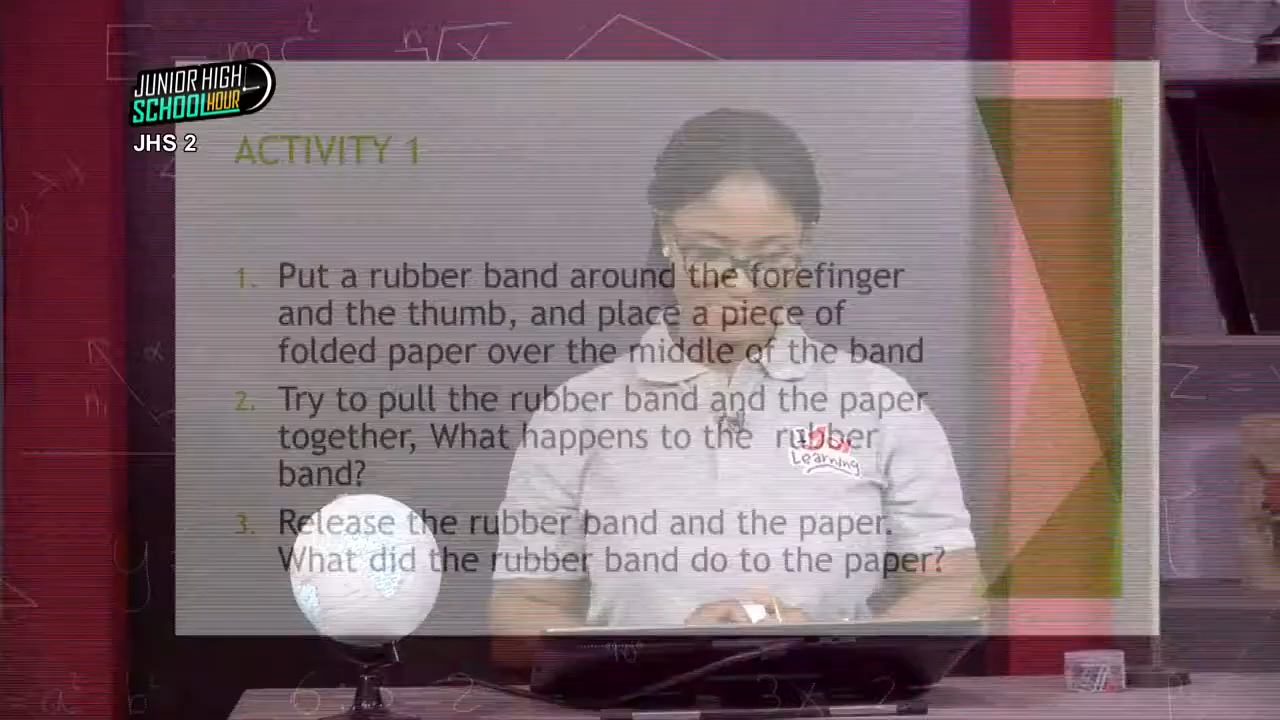 E=mc²
n√x
JUNIOR HIGH
SCHOOL HOUR
JHS 2
ACTIVITY 1
1. Put a rubber band around the forefinger
and the thumb, and place a piece of
folded paper over the middle of the band
2. Try to pull the rubber band and the paper
together, What happens to the rubber
band?
3. Release the rubber band and the paper.
What did the rubber band do to the paper?
Joy
Learning